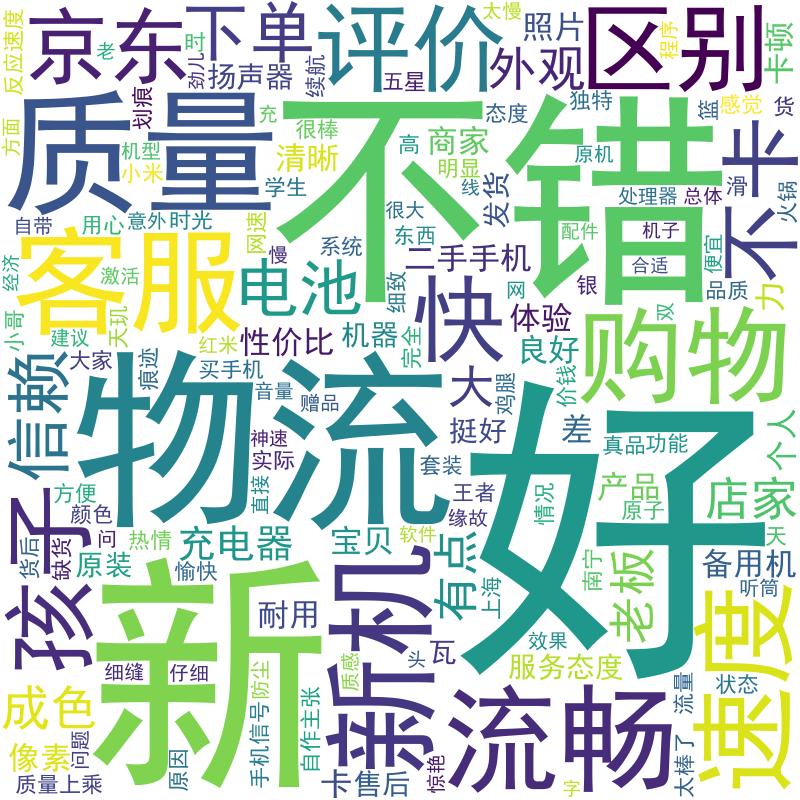 反应速度
老
京东
下单
时
劲儿
续航
评价
太慢
照片
外观
区别
程序
卡顿
扬声器
五星
划痕
方面
质量
充
很棒
高
态度
商家
独特
篮
感觉
货
机型
小米
清晰
明显
原机
不错
不卡
学生
线
发货
处理器
总体
滑
火锅
自带
用心
意外
时光
网速
很大
东西
配件
机子
便宜
经济
客服
激活
慢
系统
二手手机
细致
网
银
合适
品质
力
天玑
电池
快
体验
双
购物
小哥
建议
红米
性价比
机器
完全
良好
大家
痕迹
买手机
音量
赠品
大
鸡腿
价钱
信赖
物流
神速
实际
挺好
差
真品
功能
个人
好
直接
套装
王者
缘故
情况
产品
原子
店家
方便
颜色
孩子
货后
缺货
问
热情
原装
愉快
充电器
宝贝
软件
有点
上海
南宁
老板
天
备用机
听筒
新
新机
耐用
头
瓦
效果
服务态度
速度
细缝
仔细
质感
流量
状态
成色
像素
问题
质量上乘
原因
手机信号
防尘
自作主张
卡售后
惊艳
流畅
字
太棒了